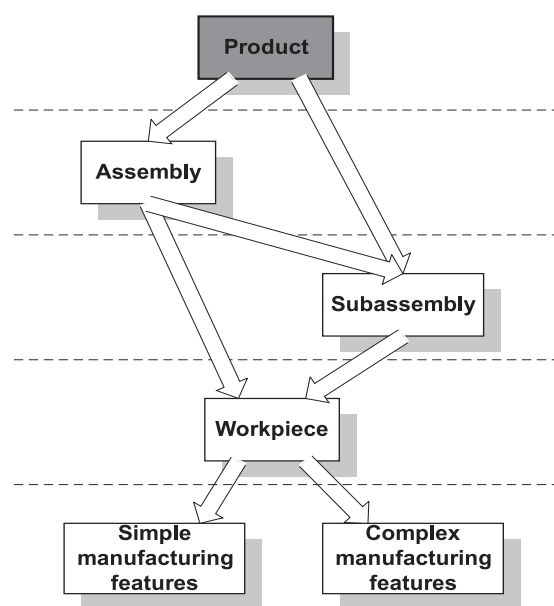 Product
Assembly
Subassembly
Workpiece
Simple
manufacturing
features
Complex
manufacturing
features